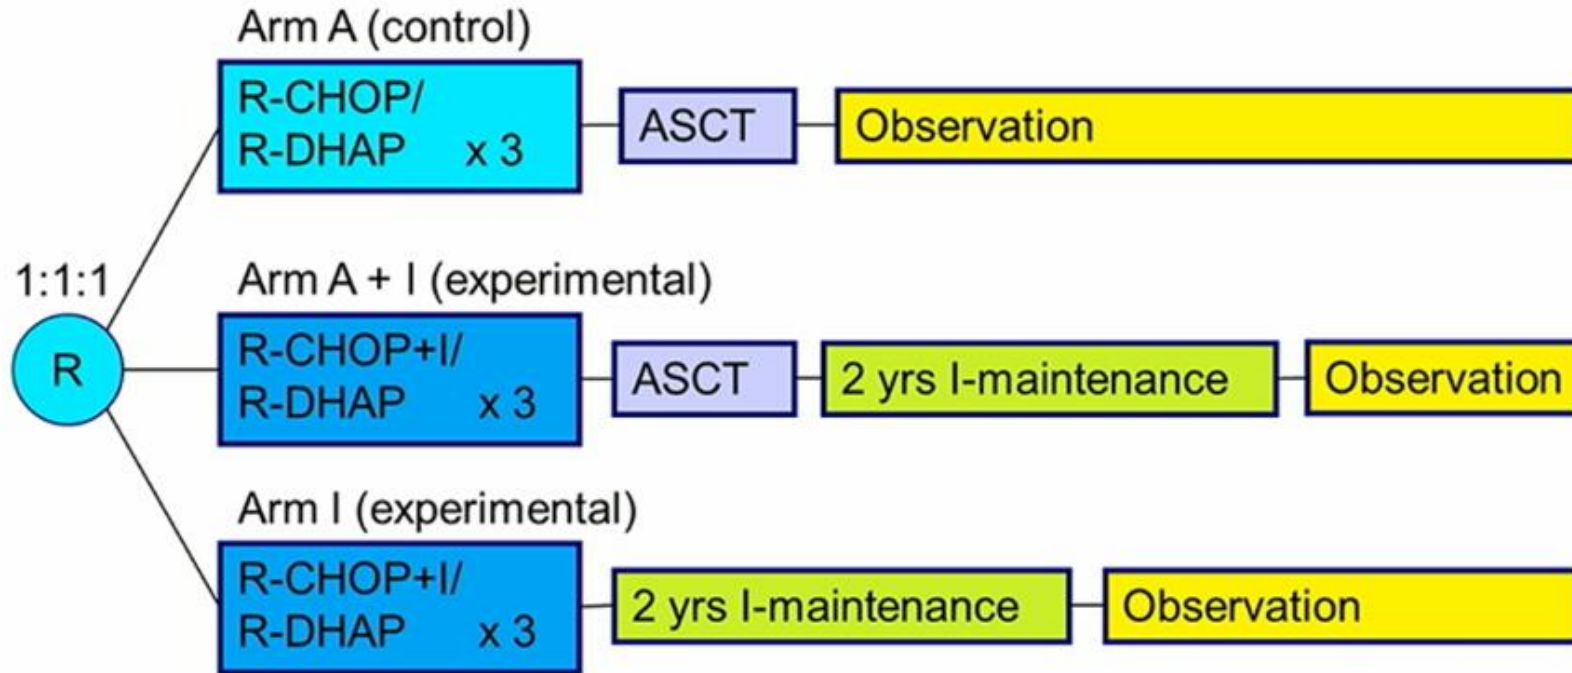 Arm A (control)
R-CHOP/
R-DHAP x 3
ASCT
Observation
1:1:1
R
Arm A + I (experimental)
R-CHOP+I/
R-DHAP x 3
ASCT
2 yrs I-maintenance
Observation
Arm I (experimental)
R-CHOP+I/
R-DHAP x 3
2 yrs I-maintenance
Observation